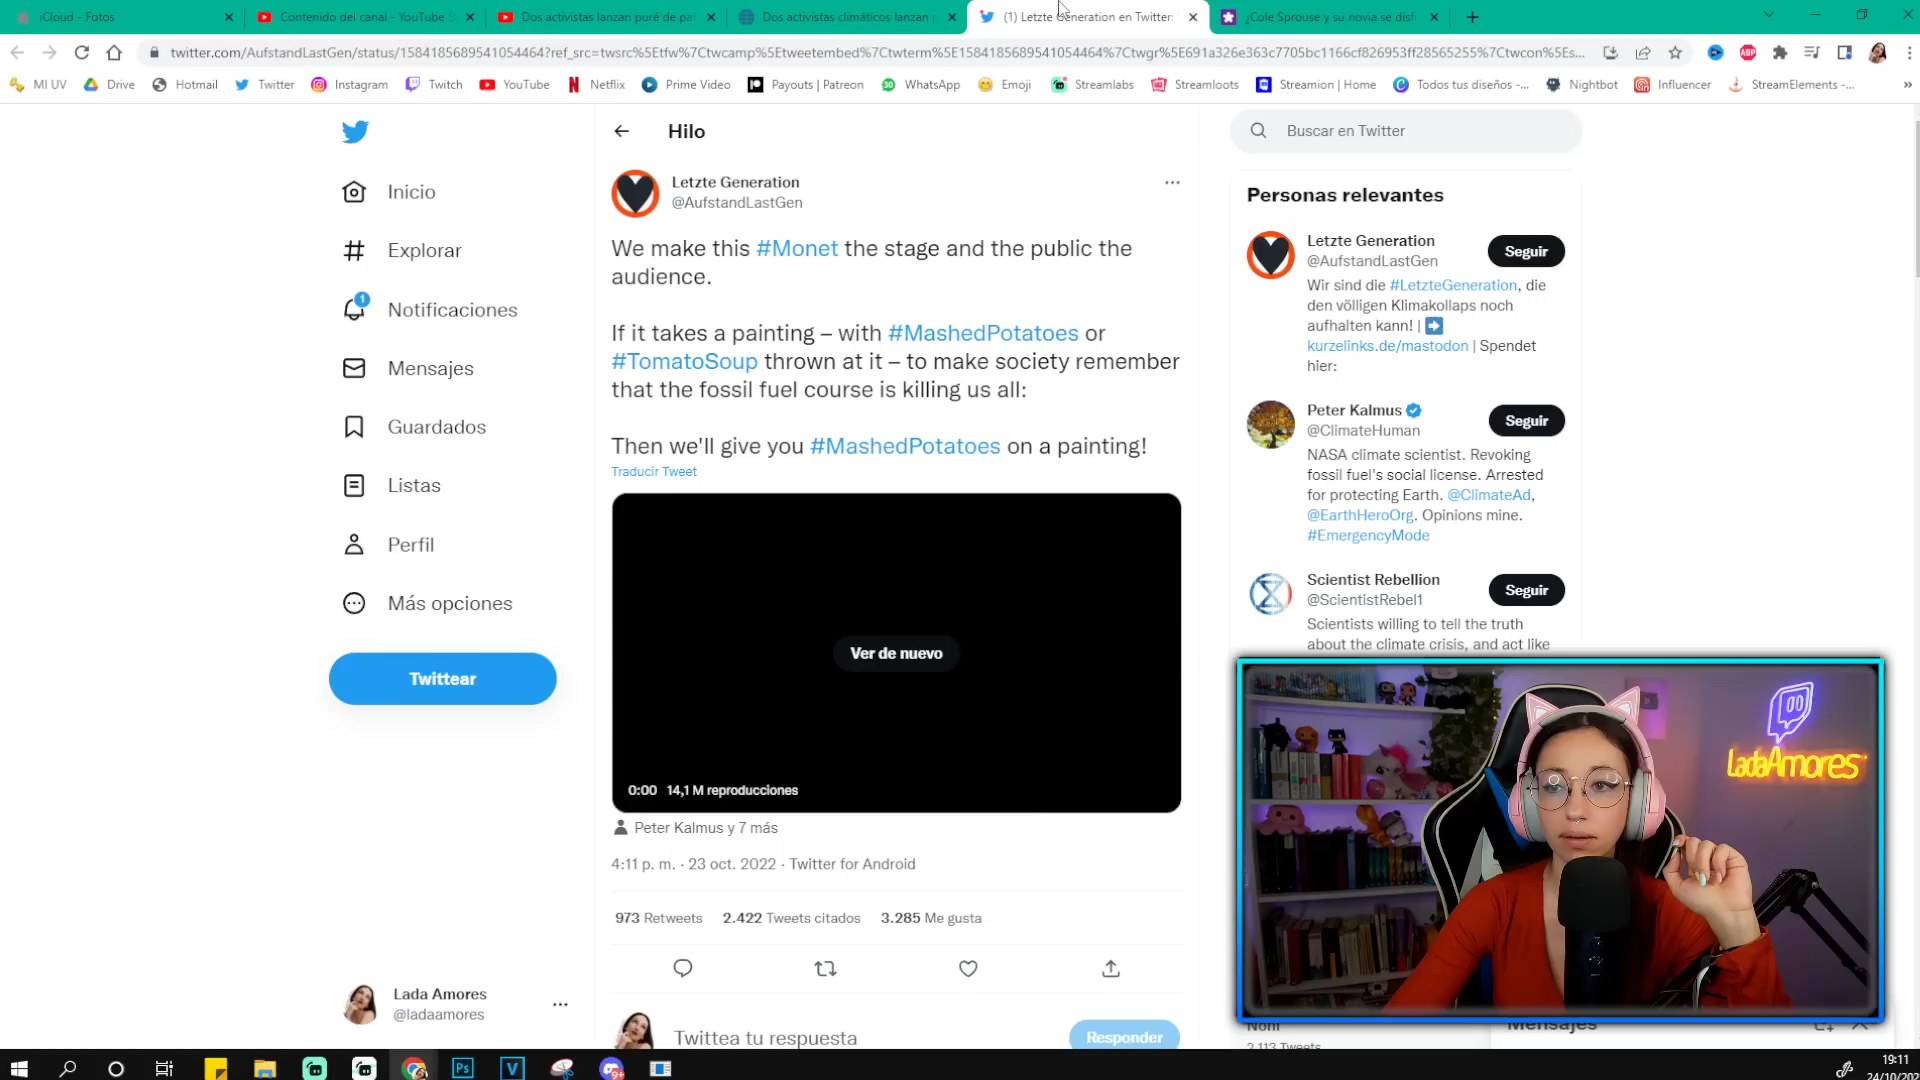 iCloud - Fotos
Contenido del canal - YouTube S
Dos activistas lanzan puré de pat
Dos activistas climáticos lanzan
(1) Letzte Generation en Twitter:
¿Cole Sprouse y su novia se disf
twitter.com/AufstandLastGen/status/1584185689541054464?ref_src=twsrc%5Etfw%7Ctwcamp%5Etweetembed%7Ctwterm%5E1584185689541054464%7Ctwgr%5E691a326e363c7705bc1166cf826953ff28565255%7Ctwcon%5Es...
MI UV Drive Hotmail Twitter Instagram Twitch YouTube Netflix Prime Video Payouts | Patreon WhatsApp Emoji Streamlabs Streamloots Streamion | Home Todos tus diseños -... Nightbot Influencer StreamElements -... »
Inicio
Explorar
1
Notificaciones
Mensajes
Guardados
Listas
Perfil
Más opciones
Twittear
Lada Amores
@ladaamores
Hilo
Letzte Generation
@AufstandLastGen
We make this #Monet the stage and the public the
audience.
If it takes a painting – with #MashedPotatoes or
#TomatoSoup thrown at it – to make society remember
that the fossil fuel course is killing us all:
Then we'll give you #MashedPotatoes on a painting!
Traducir Tweet
Ver de nuevo
0:00 14,1 M reproducciones
Peter Kalmus y 7 más
4:11 p. m. · 23 oct. 2022 · Twitter for Android
973 Retweets 2.422 Tweets citados 3.285 Me gusta
Twittea tu respuesta
Responder
Buscar en Twitter
Personas relevantes
Letzte Generation
@AufstandLastGen
Seguir
Wir sind die #LetzteGeneration, die
den völligen Klimakollaps noch
aufhalten kann! |
kurzelinks.de/mastodon | Spendet
hier:
Peter Kalmus
@ClimateHuman
Seguir
NASA climate scientist. Revoking
fossil fuel's social license. Arrested
for protecting Earth. @ClimateAd,
@EarthHeroOrg. Opinions mine.
#EmergencyMode
Scientist Rebellion
@ScientistRebel1
Seguir
Scientists willing to tell the truth
about the climate crisis, and act like
LadaAmores
2.113 Tweets
Mensajes
ABP
Ps
V
9+
19:11